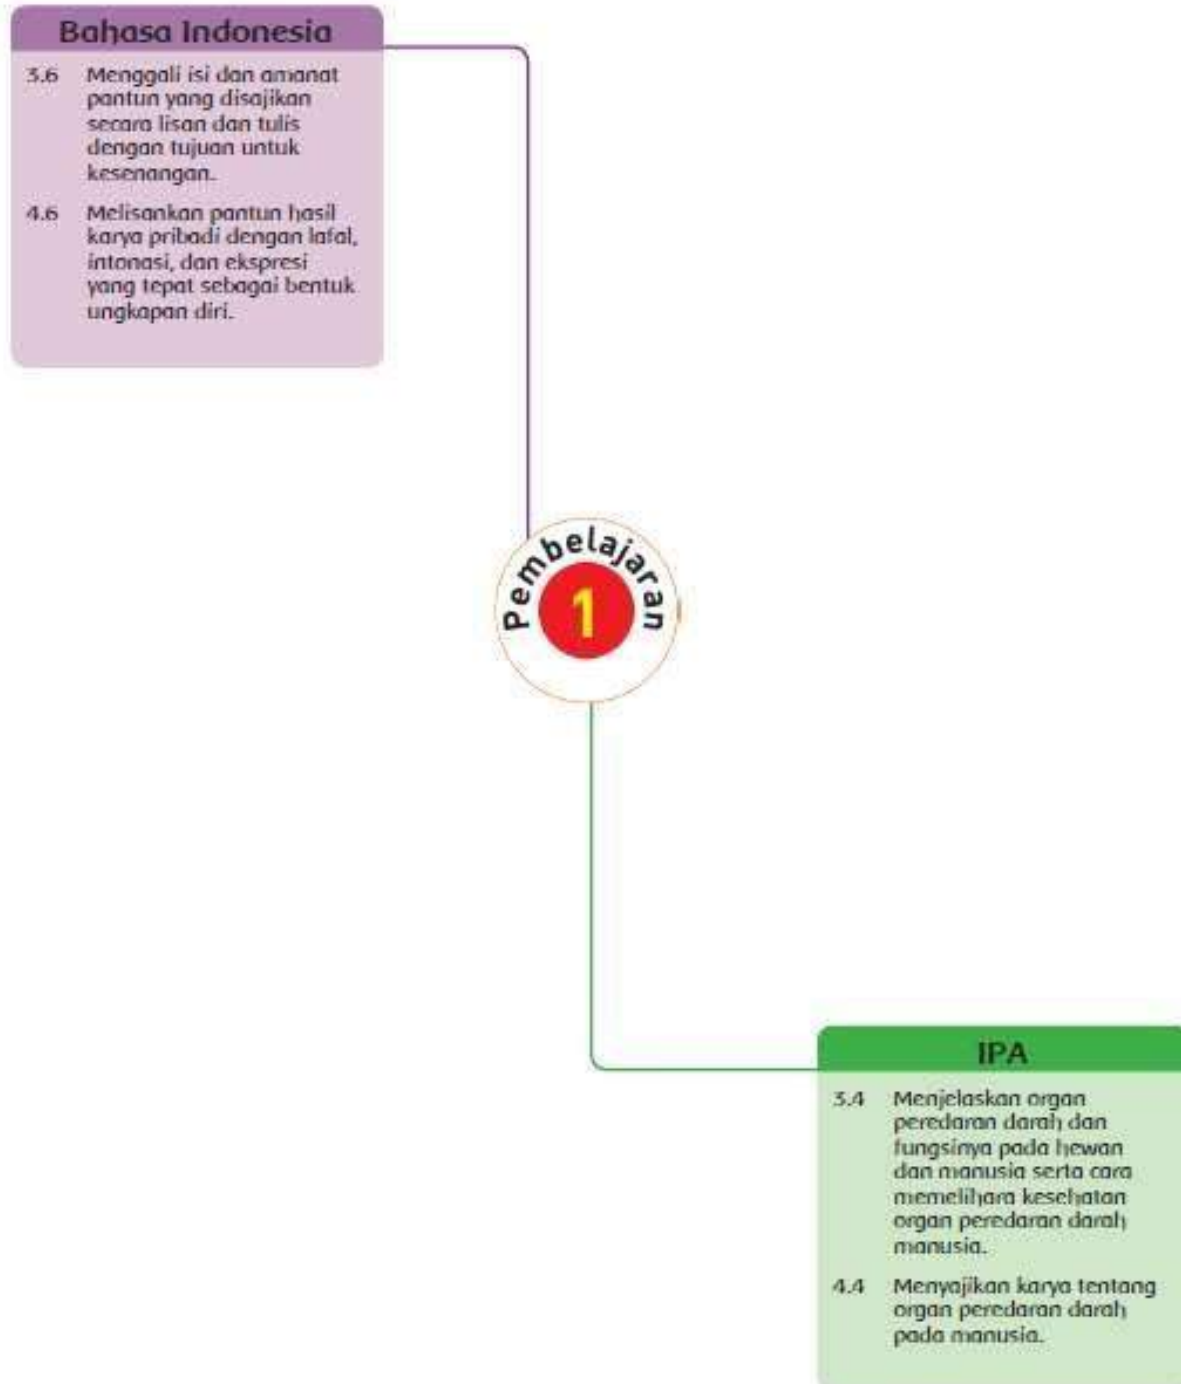 Bahasa Indonesia
3.6 Menggali isi dan amanat
pantun yang disajikan
secara lisan dan tulis
dengan tujuan untuk
kesenangan.
4.6 Melisankan pantun hasil
karya pribadi dengan lafal,
intonasi, dan ekspresi
yang tepat sebagai bentuk
ungkapan diri.
Pembelajaran
1
IPA
3.4 Menjelaskan organ
peredaran darah dan
fungsinya pada hewan
dan manusia serta cara
memelihara kesehatan
organ peredaran darah
manusia.
4.4 Menyajikan karya tentang
organ peredaran darah
pada manusia.